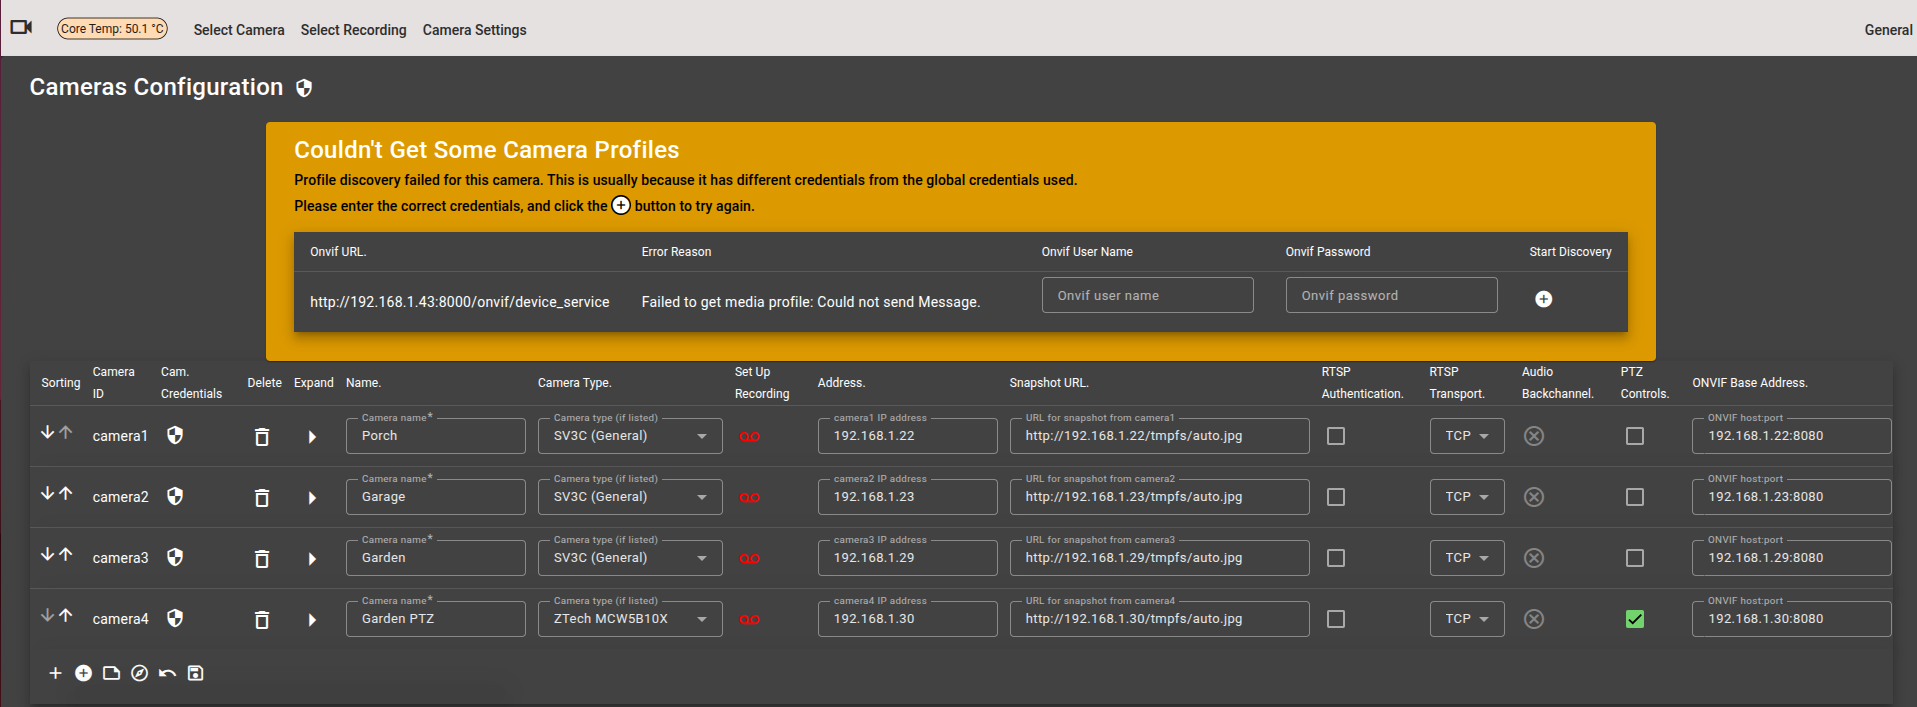 Core Temp: 50.1 °C Select Camera Select Recording Camera Settings General
Cameras Configuration
Couldn't Get Some Camera Profiles
Profile discovery failed for this camera. This is usually because it has different credentials from the global credentials used.
Please enter the correct credentials, and click the + button to try again.
Onvif URL. Error Reason Onvif User Name Onvif Password Start Discovery
http://192.168.1.43:8000/onvif/device_service Failed to get media profile: Could not send Message. Onvif user name Onvif password
Sorting Camera ID Cam. Credentials Delete Expand Name. Camera Type. Set Up Recording Address. Snapshot URL. RTSP Authentication. RTSP Transport. Audio Backchannel. PTZ Controls. ONVIF Base Address.
Camera name* Camera type (if listed) camera1 IP address URL for snapshot from camera1 ONVIF host:port
camera1 Porch SV3C (General) 192.168.1.22 http://192.168.1.22/tmpfs/auto.jpg TCP 192.168.1.22:8080
Camera name* Camera type (if listed) camera2 IP address URL for snapshot from camera2 ONVIF host:port
camera2 Garage SV3C (General) 192.168.1.23 http://192.168.1.23/tmpfs/auto.jpg TCP 192.168.1.23:8080
Camera name* Camera type (if listed) camera3 IP address URL for snapshot from camera3 ONVIF host:port
camera3 Garden SV3C (General) 192.168.1.29 http://192.168.1.29/tmpfs/auto.jpg TCP 192.168.1.29:8080
Camera name* Camera type (if listed) camera4 IP address URL for snapshot from camera4 ONVIF host:port
camera4 Garden PTZ ZTech MCW5B10X 192.168.1.30 http://192.168.1.30/tmpfs/auto.jpg TCP 192.168.1.30:8080